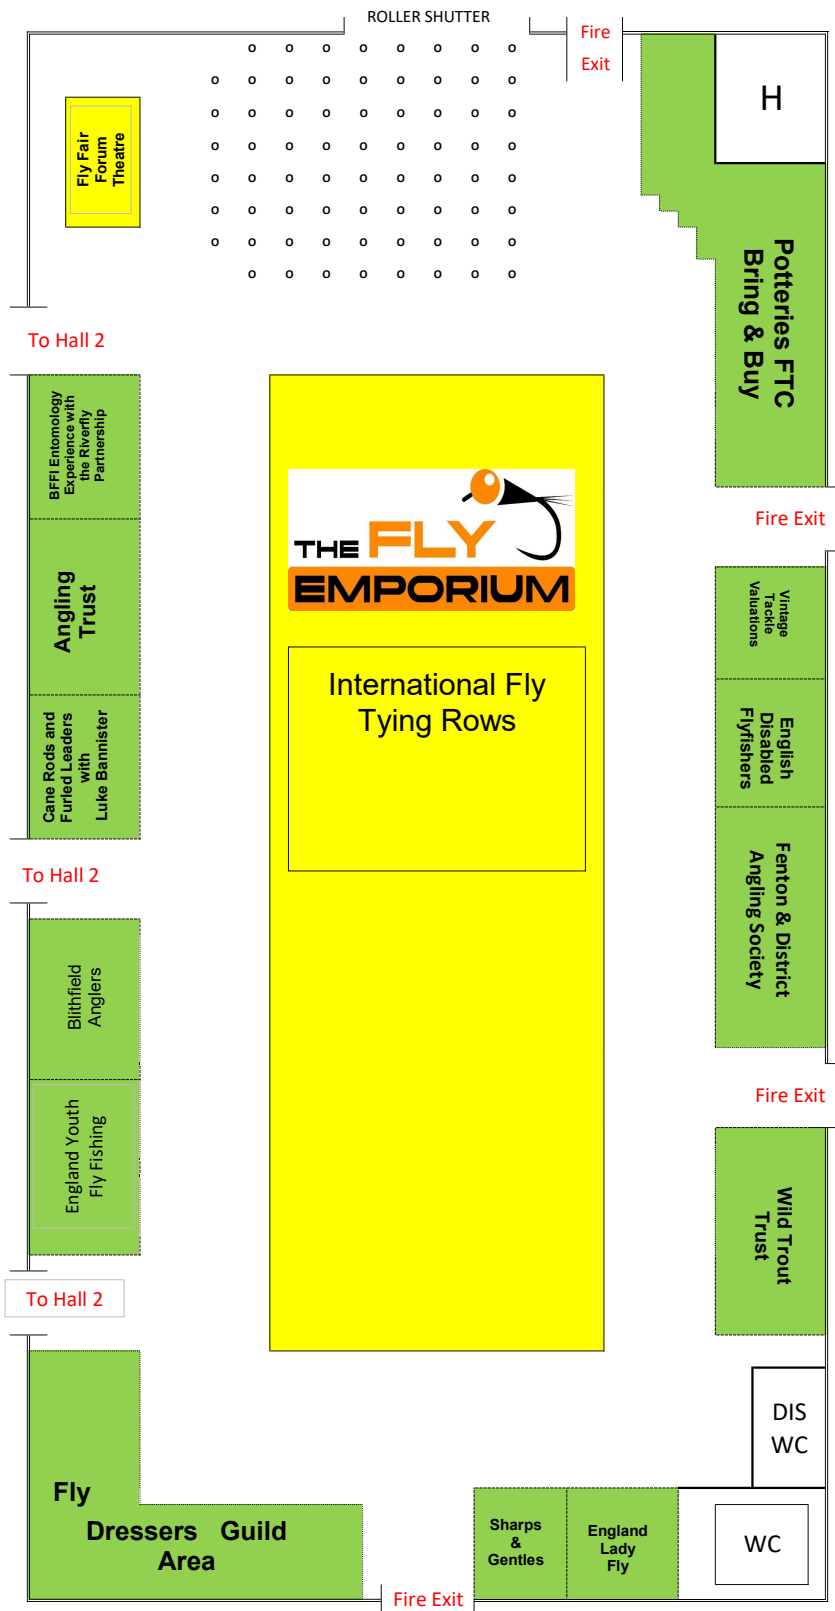 ROLLER SHUTTER
Fire
Exit
o o o o o o o o
o o o o o o o o o
o o o o o o o o o
o o o o o o o o o
o o o o o o o o o
o o o o o o o o o
o o o o o o o o o
o o o o o o o o
H
Fly Fair
Forum
Theatre
Potteries FTC
Bring & Buy
To Hall 2
BFFI Entomology
Experience with
the Riverfly
Partnership
THE FLY
EMPORIUM
Fire Exit
Angling
Trust
Vintage
Tackle
Valuations
International Fly
Tying Rows
English
Disabled
Flyfishers
Cane Rods and
Furled Leaders
with
Luke Bannister
Fenton & District
Angling Society
To Hall 2
Blithfield
Anglers
England Youth
Fly Fishing
Fire Exit
Wild Trout
Trust
To Hall 2
DIS
WC
Fly
Dressers Guild
Area
Sharps
&
Gentles
England
Lady
Fly
WC
Fire Exit